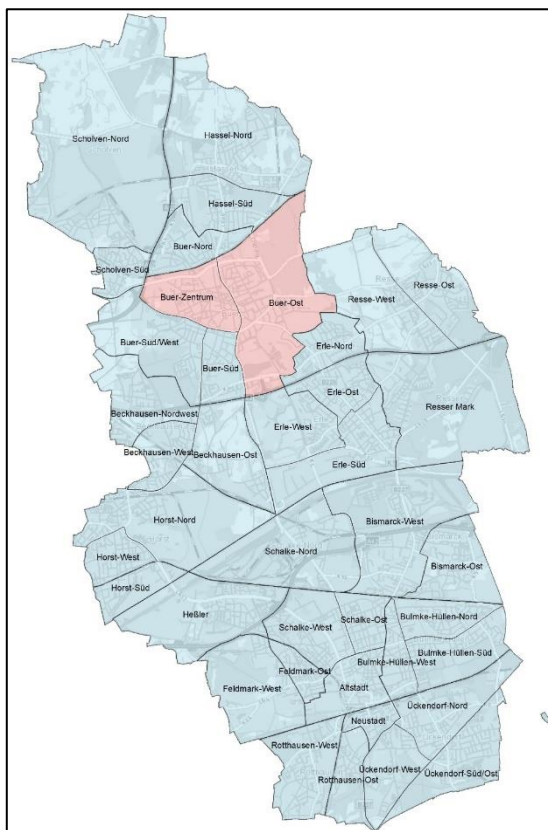 Scholven-Nord
Hassel-Nord
Hassel-Süd
Buer-Nord
Scholven-Süd
Buer-Zentrum
Buer-Ost
Resse-West
Resse-Ost
Buer-Süd/West
Buer-Süd
Erle-Nord
Erle-Ost
Resser Mark
Beckhausen-Nordwest
Erle-West
Beckhausen-West
Beckhausen-Ost
Erle-Süd
Horst-Nord
Bismarck-West
Schalke-Nord
Horst-West
Bismarck-Ost
Horst-Süd
Heßler
Schalke-West
Schalke-Ost
Bulmke-Hüllen-Nord
Bulmke-Hüllen-Süd
Bulmke-Hüllen-West
Feldmark-Ost
Feldmark-West
Altstadt
Ückendorf-Nord
Neustadt
Rotthausen-West
Ückendorf-West
Ückendorf-Süd/Ost
Rotthausen-Ost